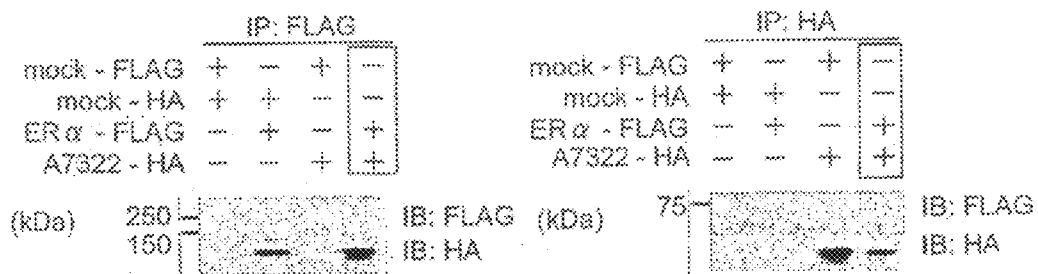 IP: FLAG
mock - FLAG + − + −
mock - HA + + − −
ERα - FLAG − + − +
A7322 - HA − − + +
(kDa)
250
150
IB: FLAG
IB: HA
IP: HA
mock - FLAG + − + −
mock - HA + + − −
ERα - FLAG − + − +
A7322 - HA − − + +
(kDa)
75
IB: FLAG
IB: HA